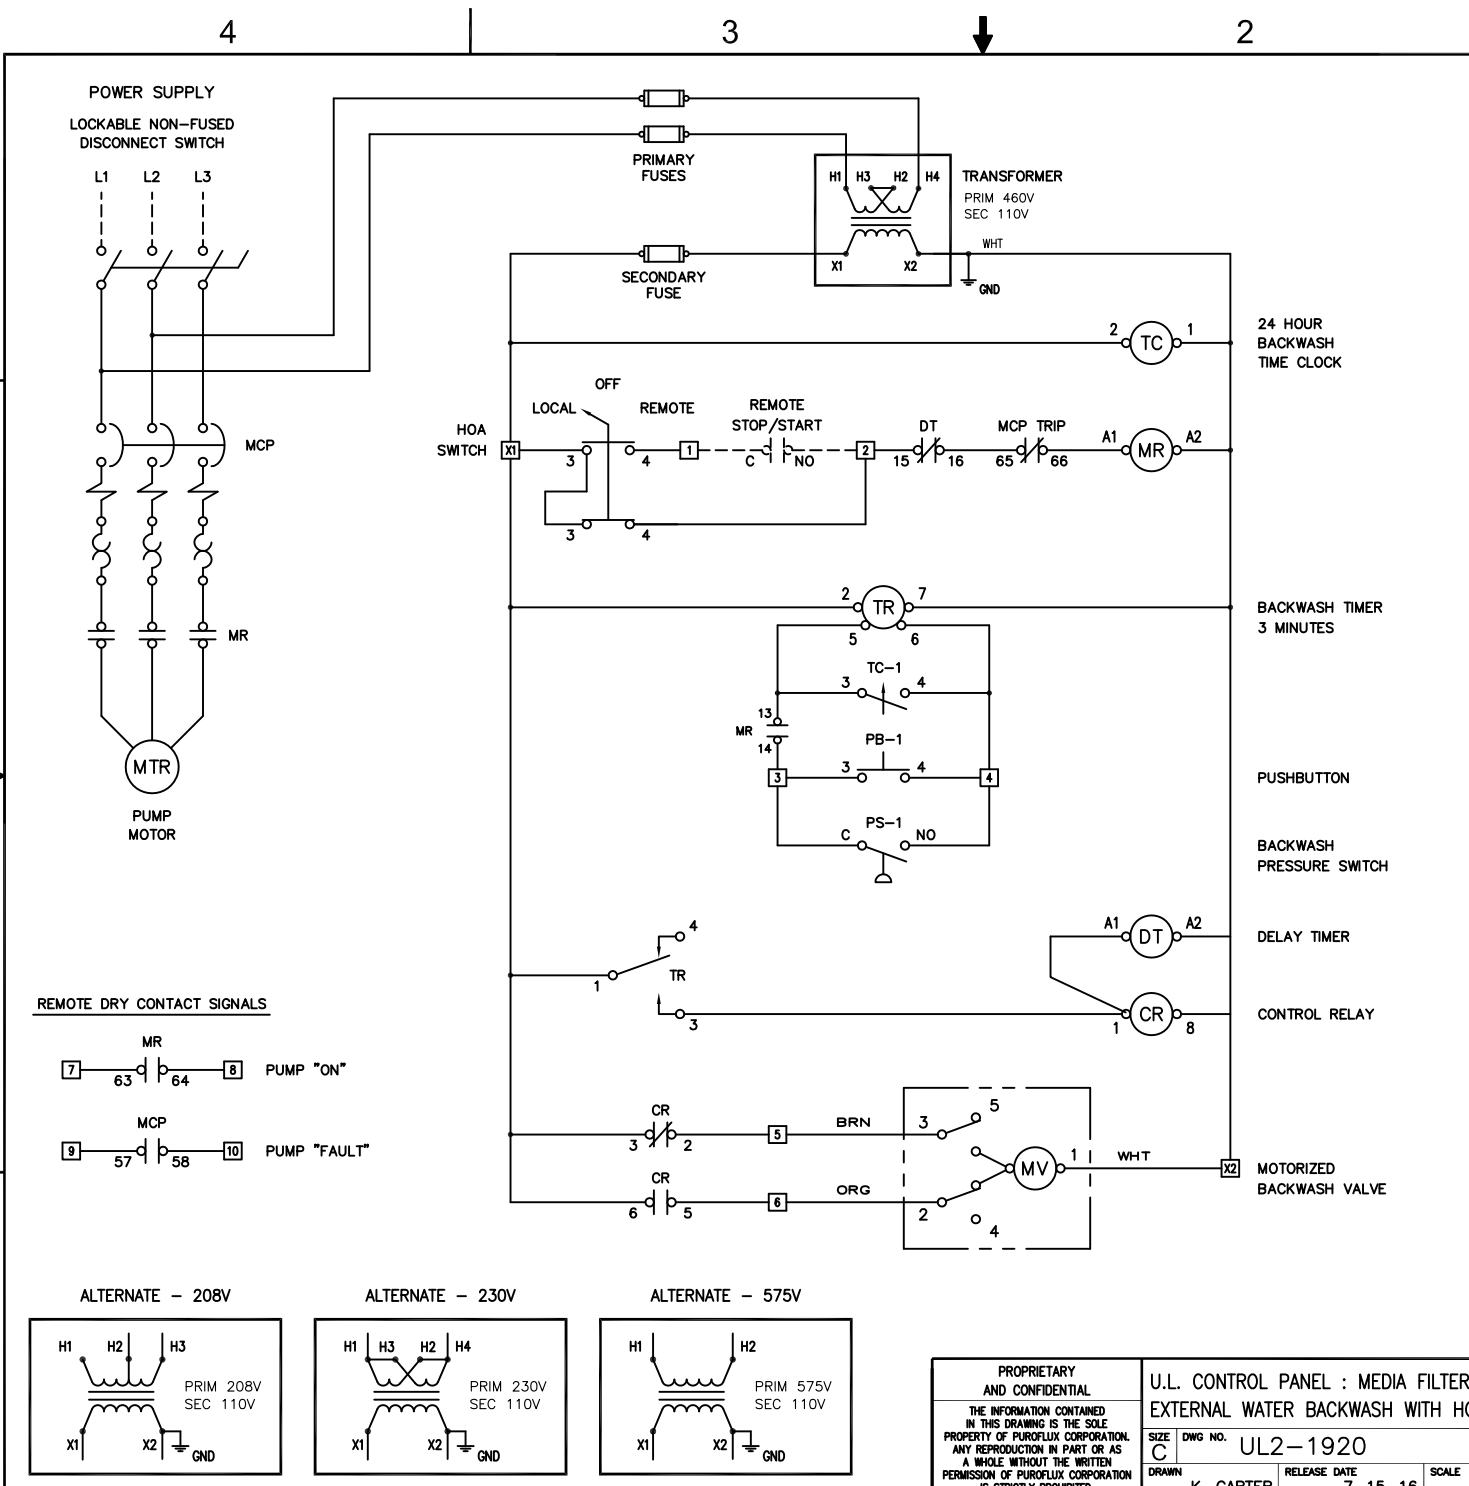 4
3
2
POWER SUPPLY
LOCKABLE NON-FUSED
DISCONNECT SWITCH
L1
L2
L3
PRIMARY
FUSES
H1
H3
H2
H4
TRANSFORMER
PRIM 460V
SEC 110V
WHT
X1
X2
GND
SECONDARY
FUSE
2
TC
1
24 HOUR
BACKWASH
TIME CLOCK
MCP
OFF
LOCAL
REMOTE
REMOTE
STOP/START
DT
MCP TRIP
HOA
SWITCH
X1
3
4
1
C
NO
2
15
16
65
66
A1
MR
A2
3
4
MR
2
TR
7
5
6
BACKWASH TIMER
3 MINUTES
TC-1
3
4
13
MR
14
PB-1
3
3
4
4
PUSHBUTTON
PS-1
C
NO
BACKWASH
PRESSURE SWITCH
MTR
PUMP
MOTOR
4
1
TR
3
A1
DT
A2
DELAY TIMER
1
CR
8
CONTROL RELAY
REMOTE DRY CONTACT SIGNALS
MR
7
63
64
8
PUMP "ON"
MCP
9
57
58
10
PUMP "FAULT"
CR
3
2
5
BRN
3
5
MV
1
WHT
X2
MOTORIZED
BACKWASH VALVE
CR
6
5
6
ORG
2
4
ALTERNATE - 208V
H1
H2
H3
PRIM 208V
SEC 110V
X1
X2
GND
ALTERNATE - 230V
H1
H3
H2
H4
PRIM 230V
SEC 110V
X1
X2
GND
ALTERNATE - 575V
H1
H2
PRIM 575V
SEC 110V
X1
X2
GND
PROPRIETARY
AND CONFIDENTIAL
THE INFORMATION CONTAINED
IN THIS DRAWING IS THE SOLE
PROPERTY OF PUROFLUX CORPORATION.
ANY REPRODUCTION IN PART OR AS
A WHOLE WITHOUT THE WRITTEN
PERMISSION OF PUROFLUX CORPORATION
IS STRICTLY PROHIBITED
U.L. CONTROL PANEL : MEDIA FILTER
EXTERNAL WATER BACKWASH WITH HO
SIZE
C
DWG NO.
UL2-1920
DRAWN
K. CARTER
RELEASE DATE
7-15-16
SCALE